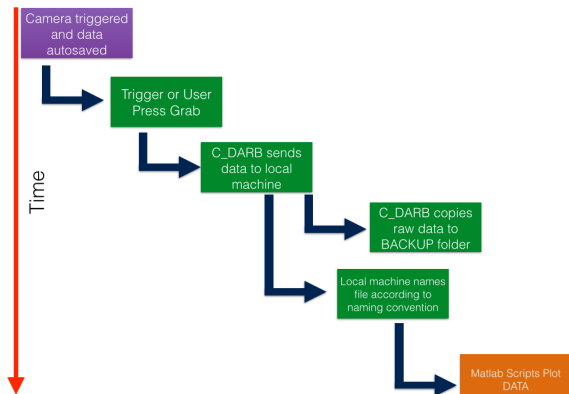 Camera triggered
and data
autosaved
Trigger or User
Press Grab
C_DARB sends
data to local
machine
Time
C_DARB copies
raw data to
BACKUP folder
Local machine names
file according to
naming convention
Matlab Scripts Plot
DATA